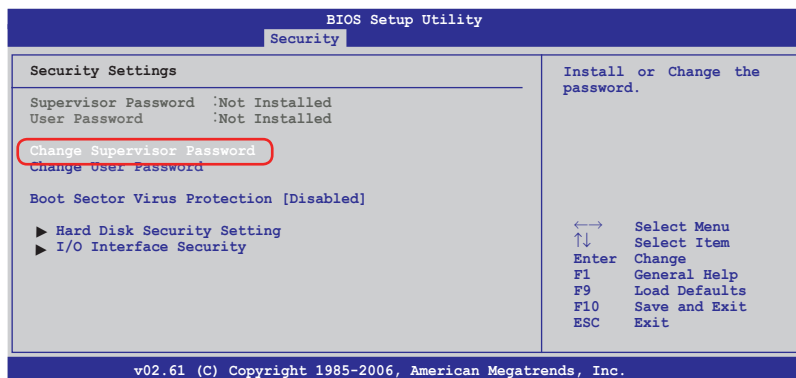 BIOS Setup Utility
Security
Security Settings
Supervisor Password :Not Installed
User Password :Not Installed
Change Supervisor Password
Change User Password
Boot Sector Virus Protection [Disabled]
▶ Hard Disk Security Setting
▶ I/O Interface Security
Install or Change the
password.
←→ Select Menu
↑↓ Select Item
Enter Change
F1 General Help
F9 Load Defaults
F10 Save and Exit
ESC Exit
v02.61 (C) Copyright 1985-2006, American Megatrends, Inc.